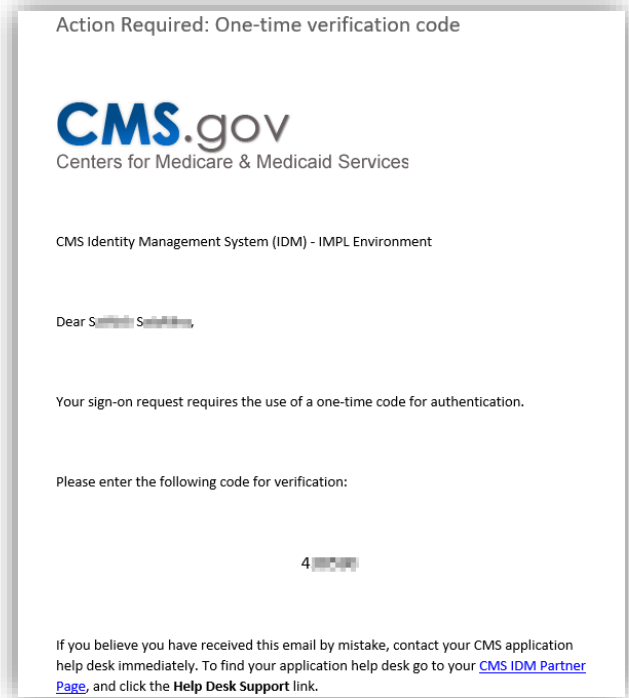 Action Required: One-time verification code
CMS.gov
Centers for Medicare & Medicaid Services
CMS Identity Management System (IDM) - IMPL Environment
Dear S
Your sign-on request requires the use of a one-time code for authentication.
Please enter the following code for verification:
4
If you believe you have received this email by mistake, contact your CMS application
help desk immediately. To find your application help desk go to your CMS IDM Partner
Page, and click the Help Desk Support link.